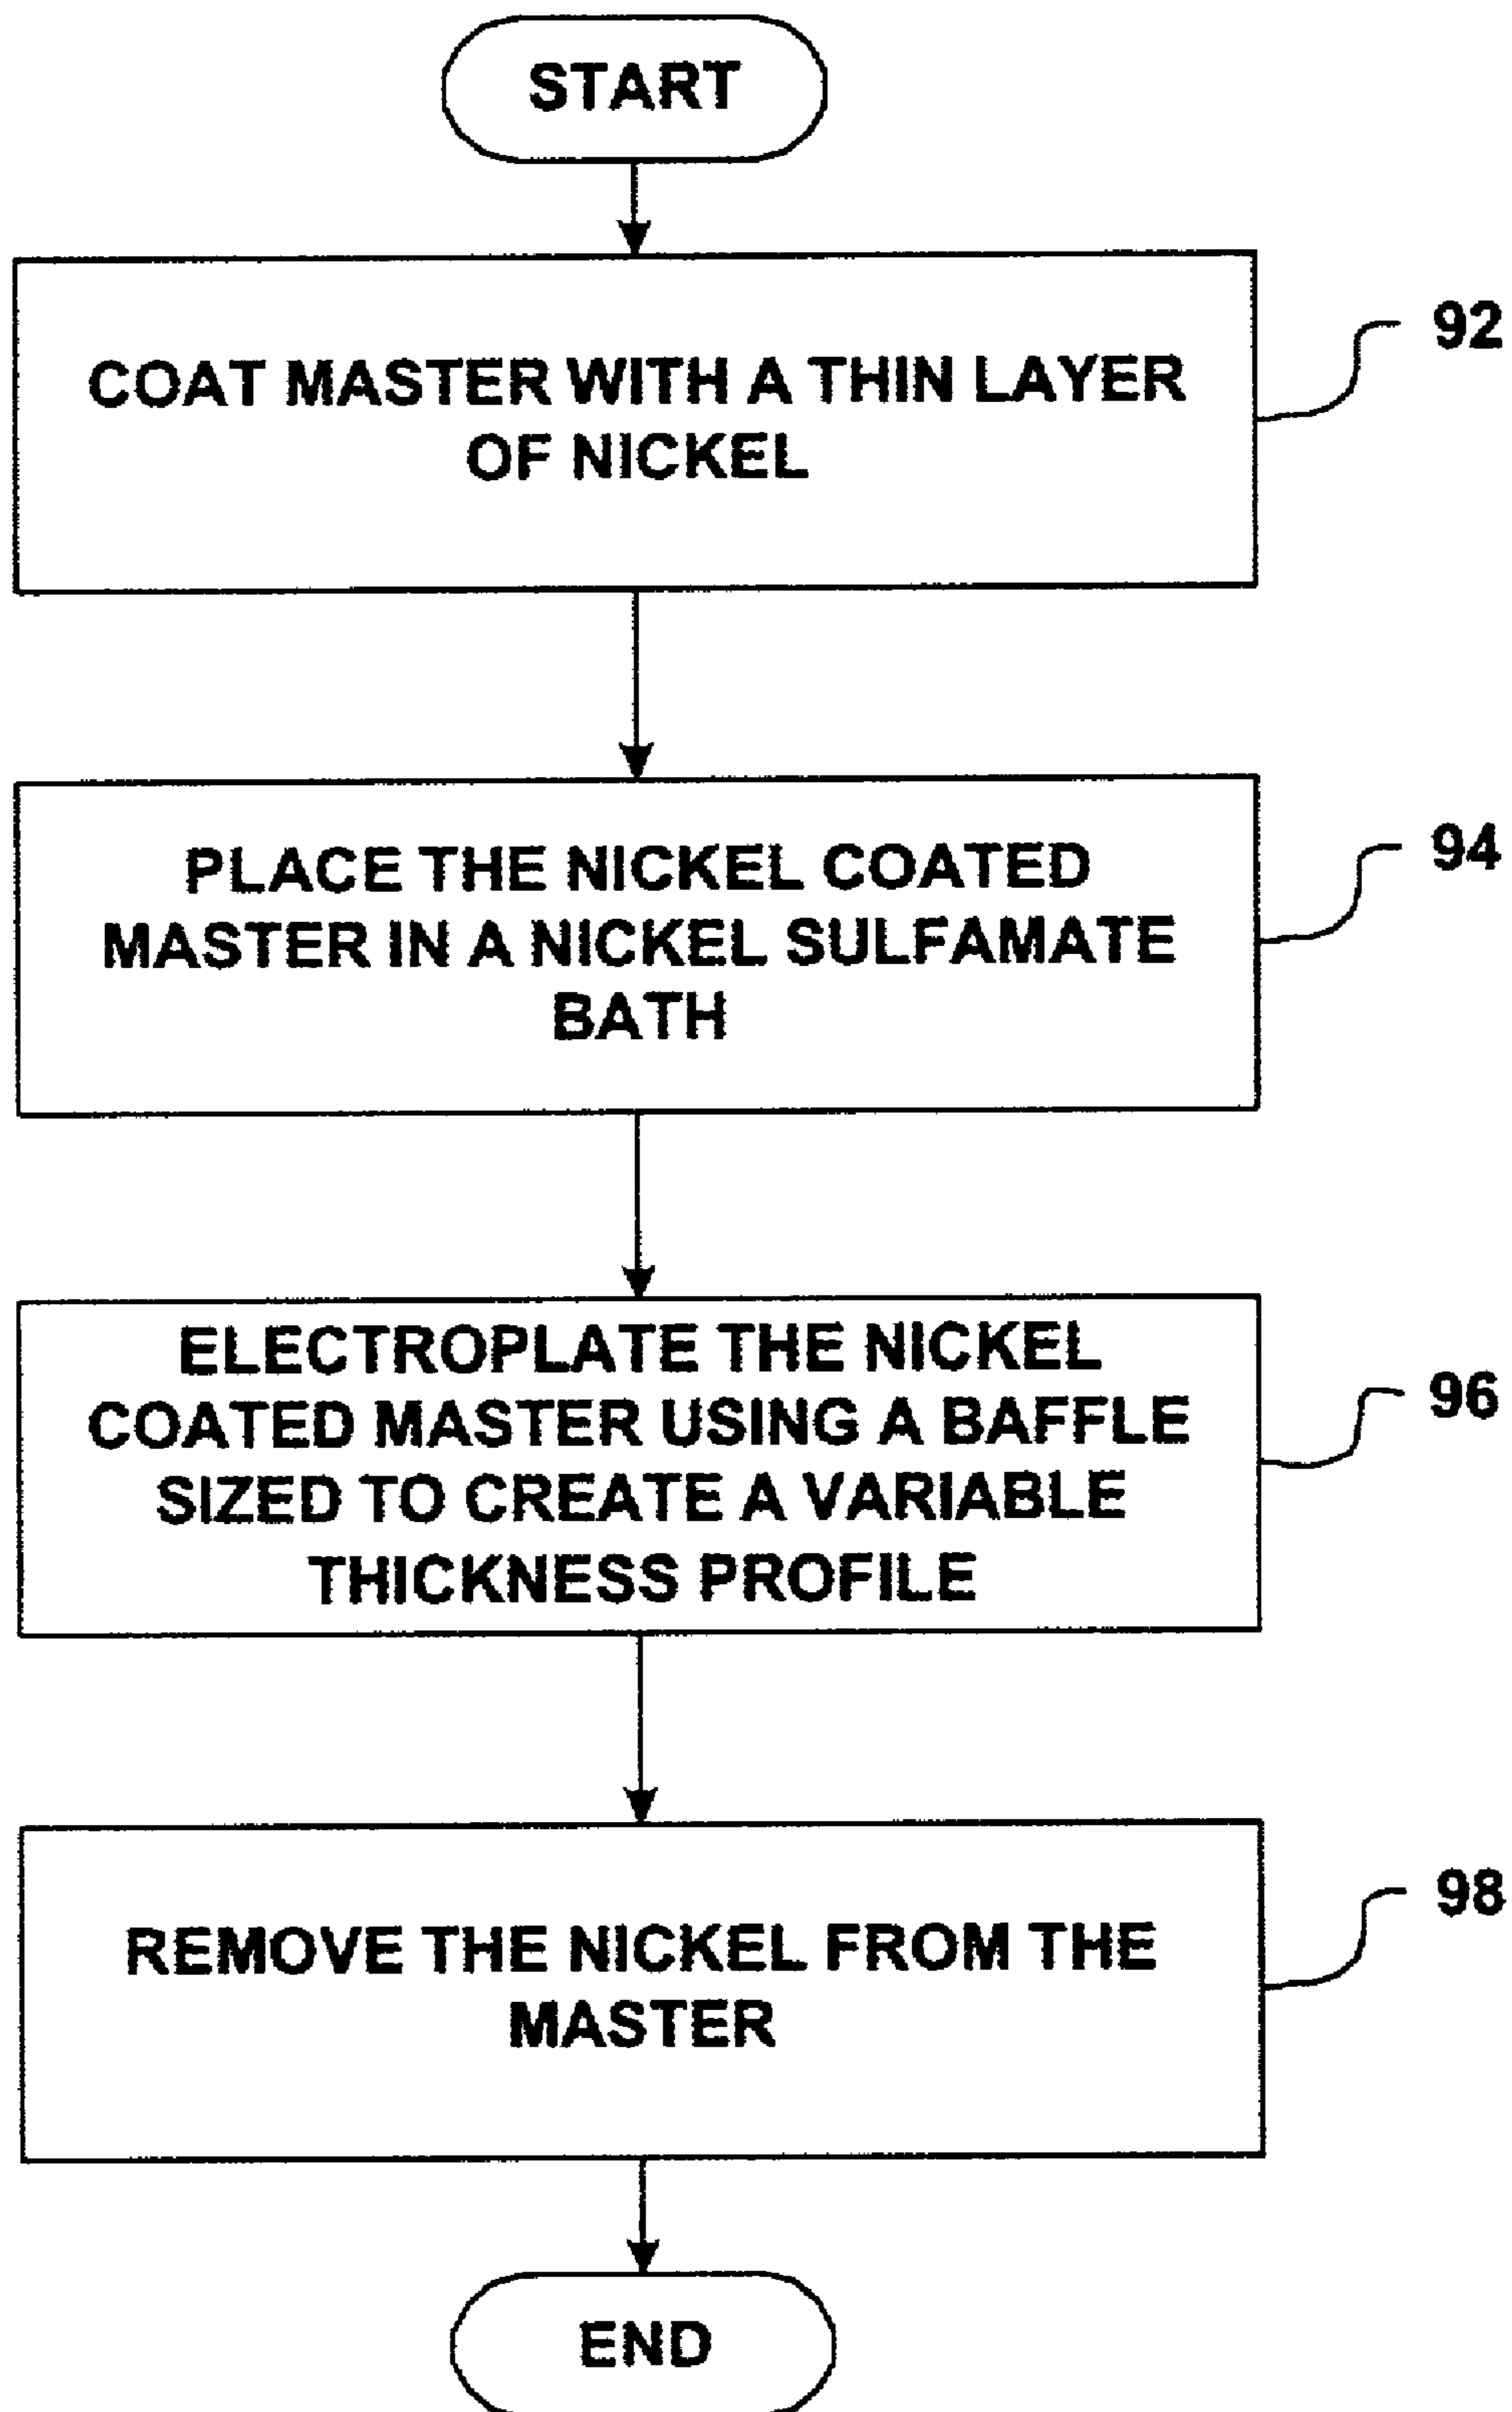 START
COAT MASTER WITH A THIN LAYER
OF NICKEL
92
PLACE THE NICKEL COATED
MASTER IN A NICKEL SULFAMATE
BATH
94
ELECTROPLATE THE NICKEL
COATED MASTER USING A BAFFLE
SIZED TO CREATE A VARIABLE
THICKNESS PROFILE
96
REMOVE THE NICKEL FROM THE
MASTER
98
END